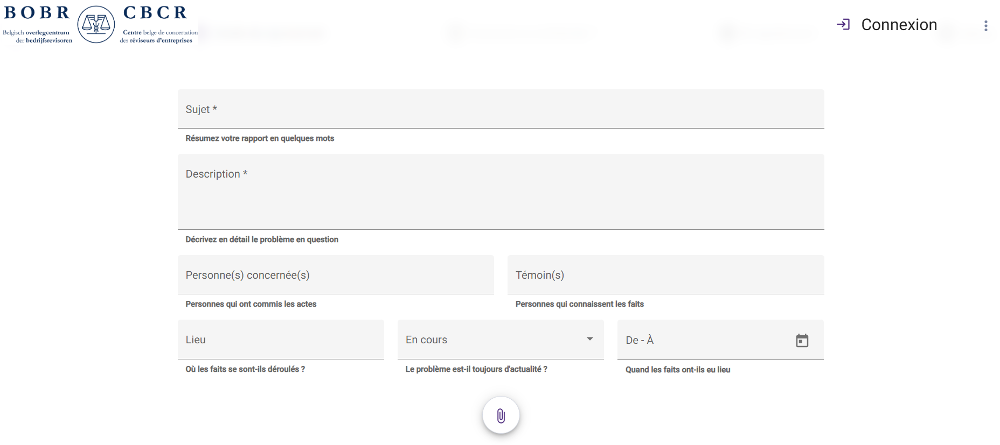 BOBR CBCR
Belgisch overlegcentrum
der bedrijfsrevisoren
Centre belge de concertation
des réviseurs d'entreprises
Connexion
Sujet *
Résumez votre rapport en quelques mots
Description *
Décrivez en détail le problème en question
Personne(s) concernée(s)
Témoin(s)
Personnes qui ont commis les actes
Personnes qui connaissent les faits
Lieu
En cours
De - À
Où les faits se sont-ils déroulés ?
Le problème est-il toujours d'actualité ?
Quand les faits ont-ils eu lieu